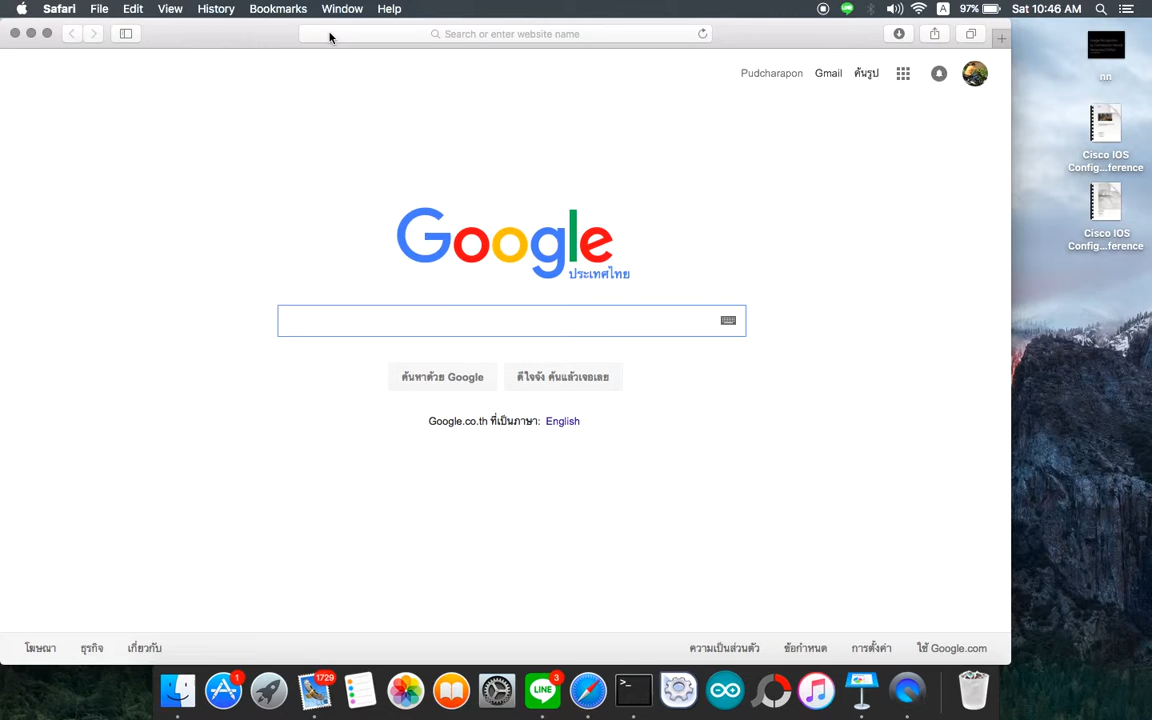 Safari File Edit View History Bookmarks Window Help A 97% Sat 10:46 AM
Search or enter website name
nn
Pudcharapon Gmail ค้นรูป
Cisco IOS
Config...ference
Google
ประเทศไทย
Cisco IOS
Config...ference
ค้นหาด้วย Google ดีใจจัง ค้นแล้วเจอเลย
Google.co.th ที่เป็นภาษา: English
โฆษณา ธุรกิจ เกี่ยวกับ ความเป็นส่วนตัว ข้อกำหนด การตั้งค่า ใช้ Google.com
1 1729 LINE 3 >_